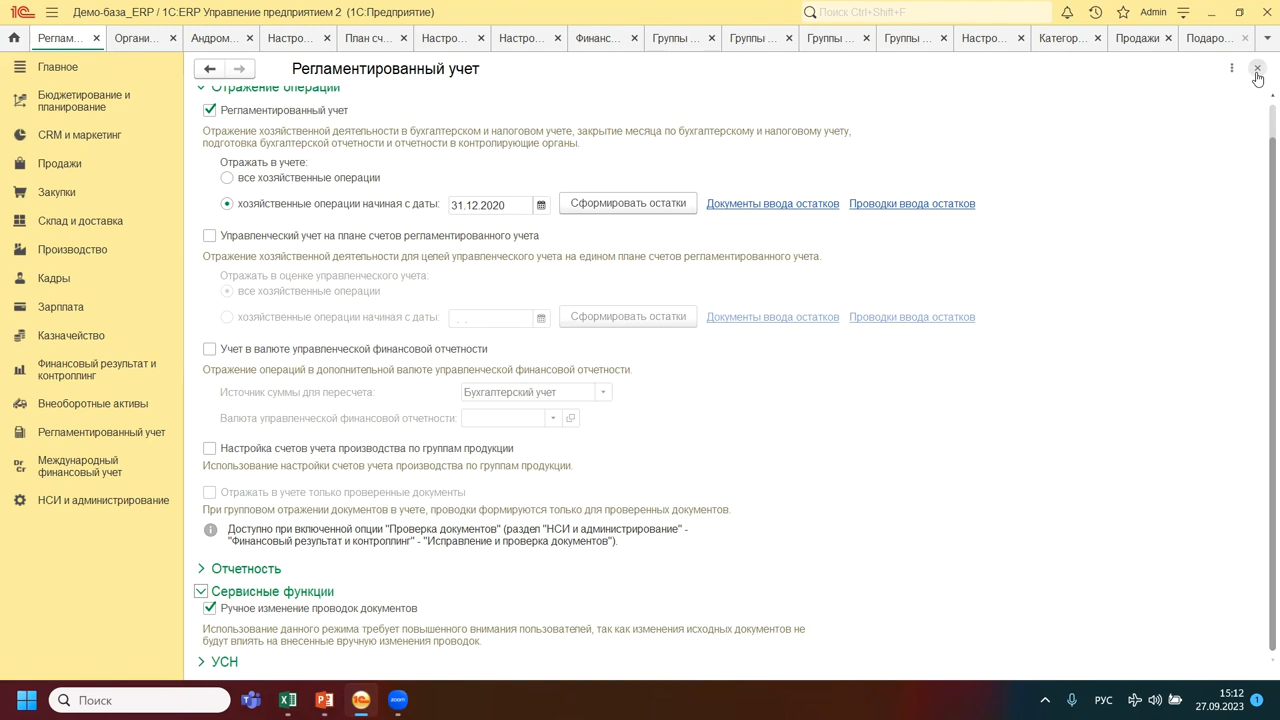 Демо-база_ERP / 1С:ERP Управление предприятием 2 (1С:Предприятие)
Поиск Ctrl+Shift+F
Admin
Реглам...
Органи...
Андром...
Настро...
План сч...
Настро...
Настро...
Финанс...
Группы ...
Группы ...
Группы ...
Группы ...
Настро...
Категор...
Продажи
Подаро...
Главное
Бюджетирование и
планирование
CRM и маркетинг
Продажи
Закупки
Склад и доставка
Производство
Кадры
Зарплата
Казначейство
Финансовый результат и
контроллинг
Внеоборотные активы
Регламентированный учет
Международный
финансовый учет
НСИ и администрирование
Регламентированный учет
Отражение операций
Регламентированный учет
Отражение хозяйственной деятельности в бухгалтерском и налоговом учете, закрытие месяца по бухгалтерскому и налоговому учету,
подготовка бухгалтерской отчетности и отчетности в контролирующие органы.
Отражать в учете:
все хозяйственные операции
хозяйственные операции начиная с даты: 31.12.2020 Сформировать остатки Документы ввода остатков Проводки ввода остатков
Управленческий учет на плане счетов регламентированного учета
Отражение хозяйственной деятельности для целей управленческого учета на едином плане счетов регламентированного учета.
Отражать в оценке управленческого учета:
все хозяйственные операции
хозяйственные операции начиная с даты: . . Сформировать остатки Документы ввода остатков Проводки ввода остатков
Учет в валюте управленческой финансовой отчетности
Отражение операций в дополнительной валюте управленческой финансовой отчетности.
Источник суммы для пересчета: Бухгалтерский учет
Валюта управленческой финансовой отчетности:
Настройка счетов учета производства по группам продукции
Использование настройки счетов учета производства по группам продукции.
Отражать в учете только проверенные документы
При групповом отражении документов в учете, проводки формируются только для проверенных документов.
Доступно при включенной опции "Проверка документов" (раздел "НСИ и администрирование" -
"Финансовый результат и контроллинг" - "Исправление и проверка документов").
Отчетность
Сервисные функции
Ручное изменение проводок документов
Использование данного режима требует повышенного внимания пользователей, так как изменения исходных документов не
будут влиять на внесенные вручную изменения проводок.
УСН
Поиск
РУС
15:12
27.09.2023
1